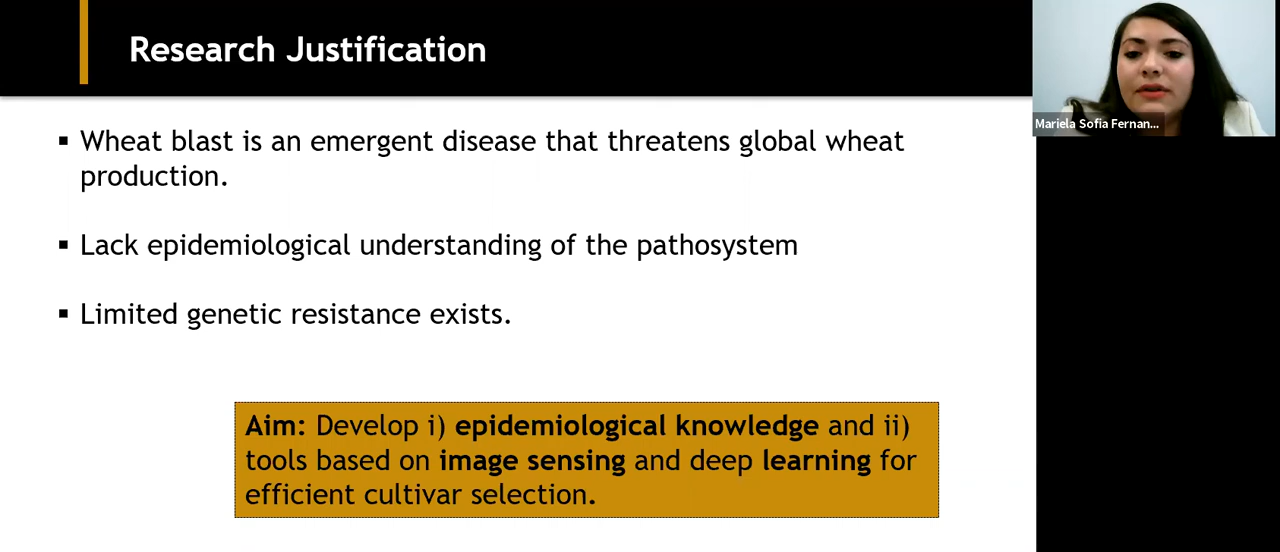 Research Justification
Mariela Sofia Fernan...
▪ Wheat blast is an emergent disease that threatens global wheat
production.
▪ Lack epidemiological understanding of the pathosystem
▪ Limited genetic resistance exists.
Aim: Develop i) epidemiological knowledge and ii)
tools based on image sensing and deep learning for
efficient cultivar selection.